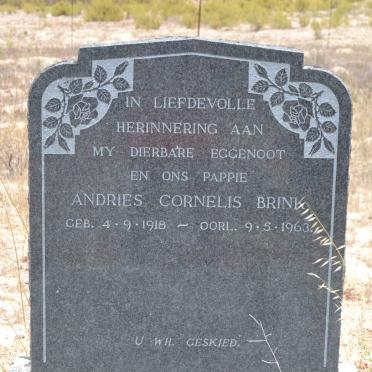 IN LIEFDEVOLLE
HERINNERING AAN
MY DIERBARE EGGENOOT
EN ONS PAPPIE
ANDRIES CORNELIS BRINK
GEB. 4·9·1918 ~ OORL. 9·5·1963.
U WIL GESKIED.